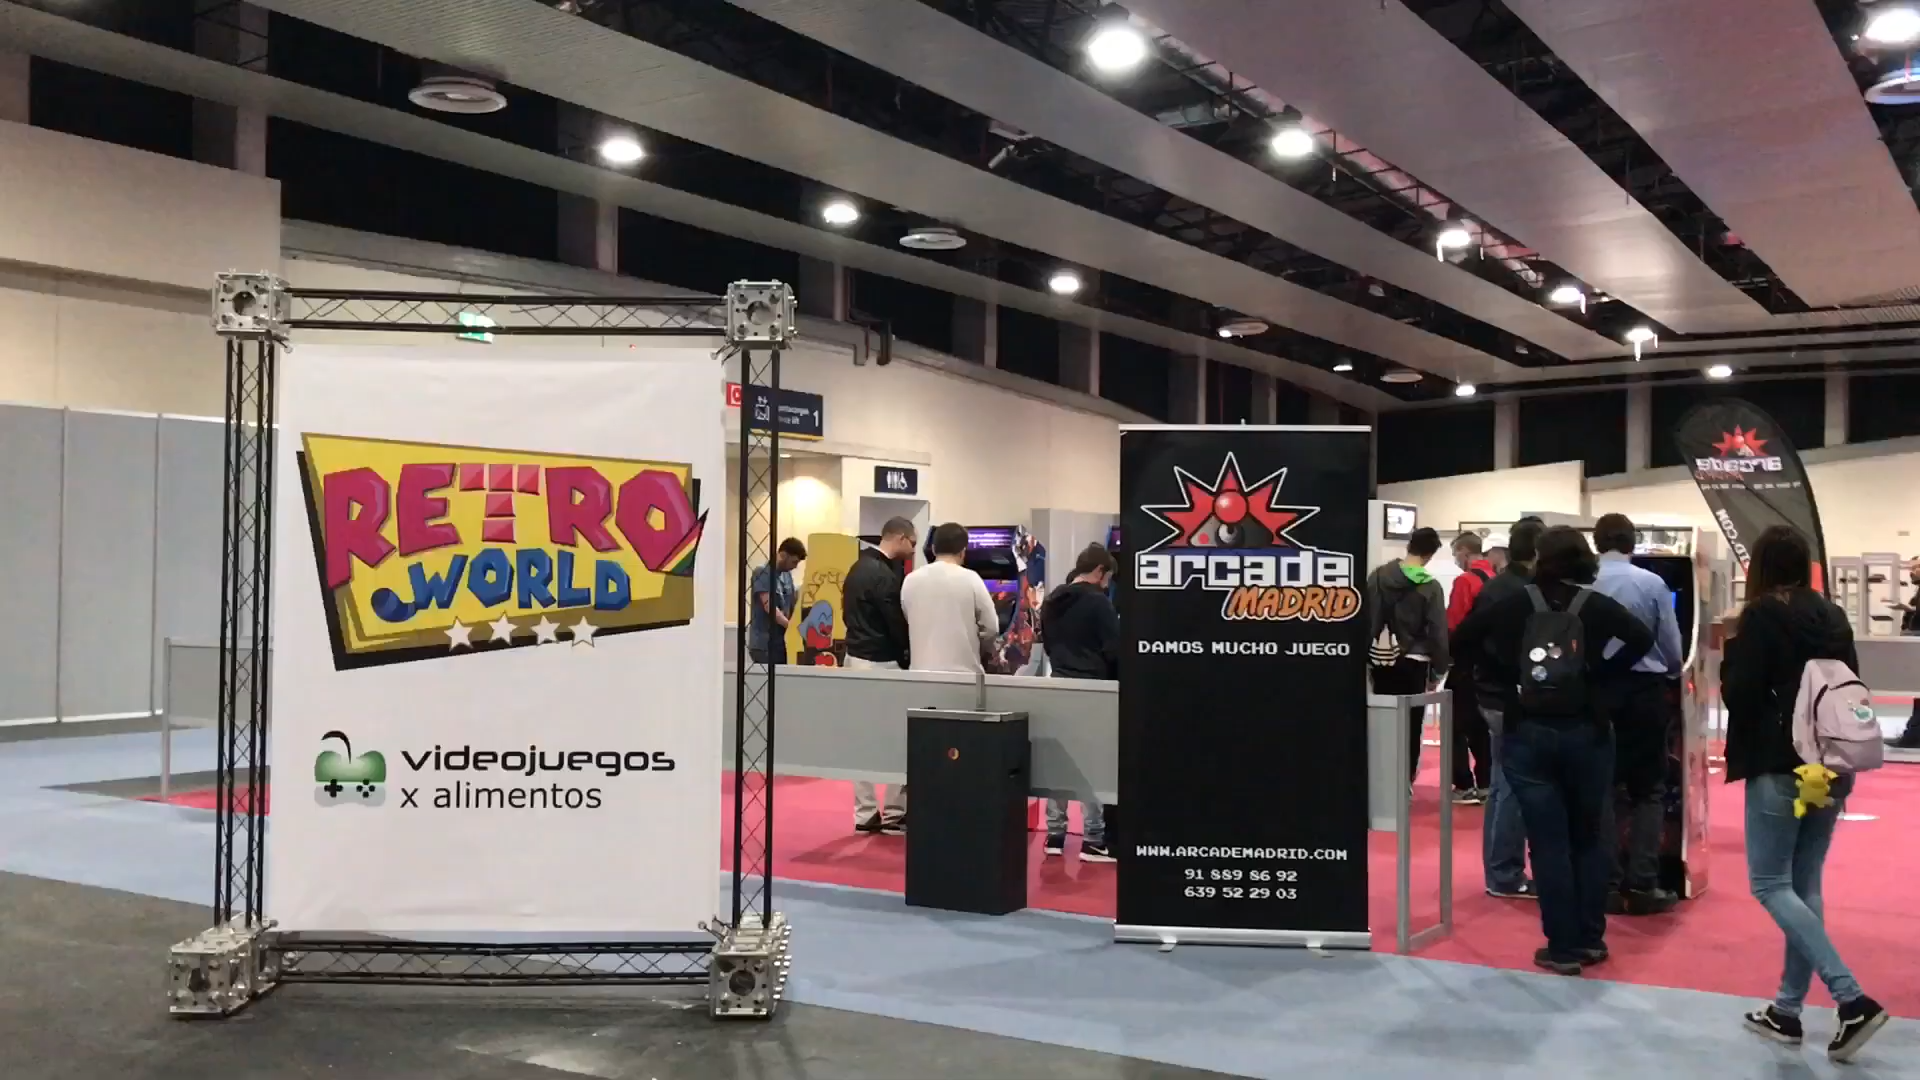 RETRO
WORLD
videojuegos
x alimentos
1
arcade
MADRID
DAMOS MUCHO JUEGO
WWW.ARCADEMADRID.COM
91 889 86 92
639 52 29 03